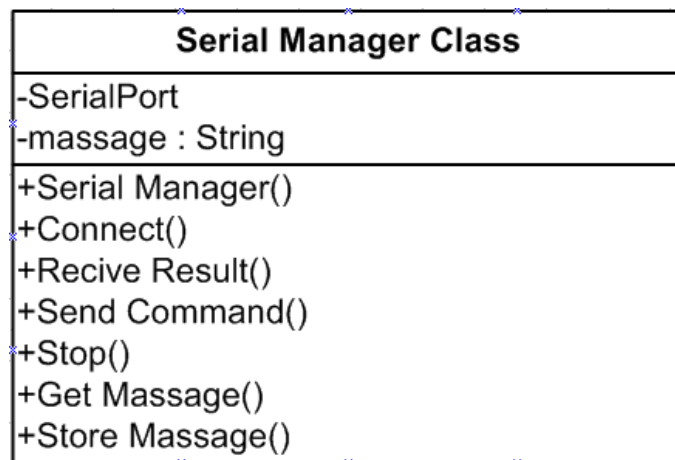 Serial Manager Class
-SerialPort
-massage : String
+Serial Manager()
+Connect()
+Recive Result()
+Send Command()
+Stop()
+Get Massage()
+Store Massage()